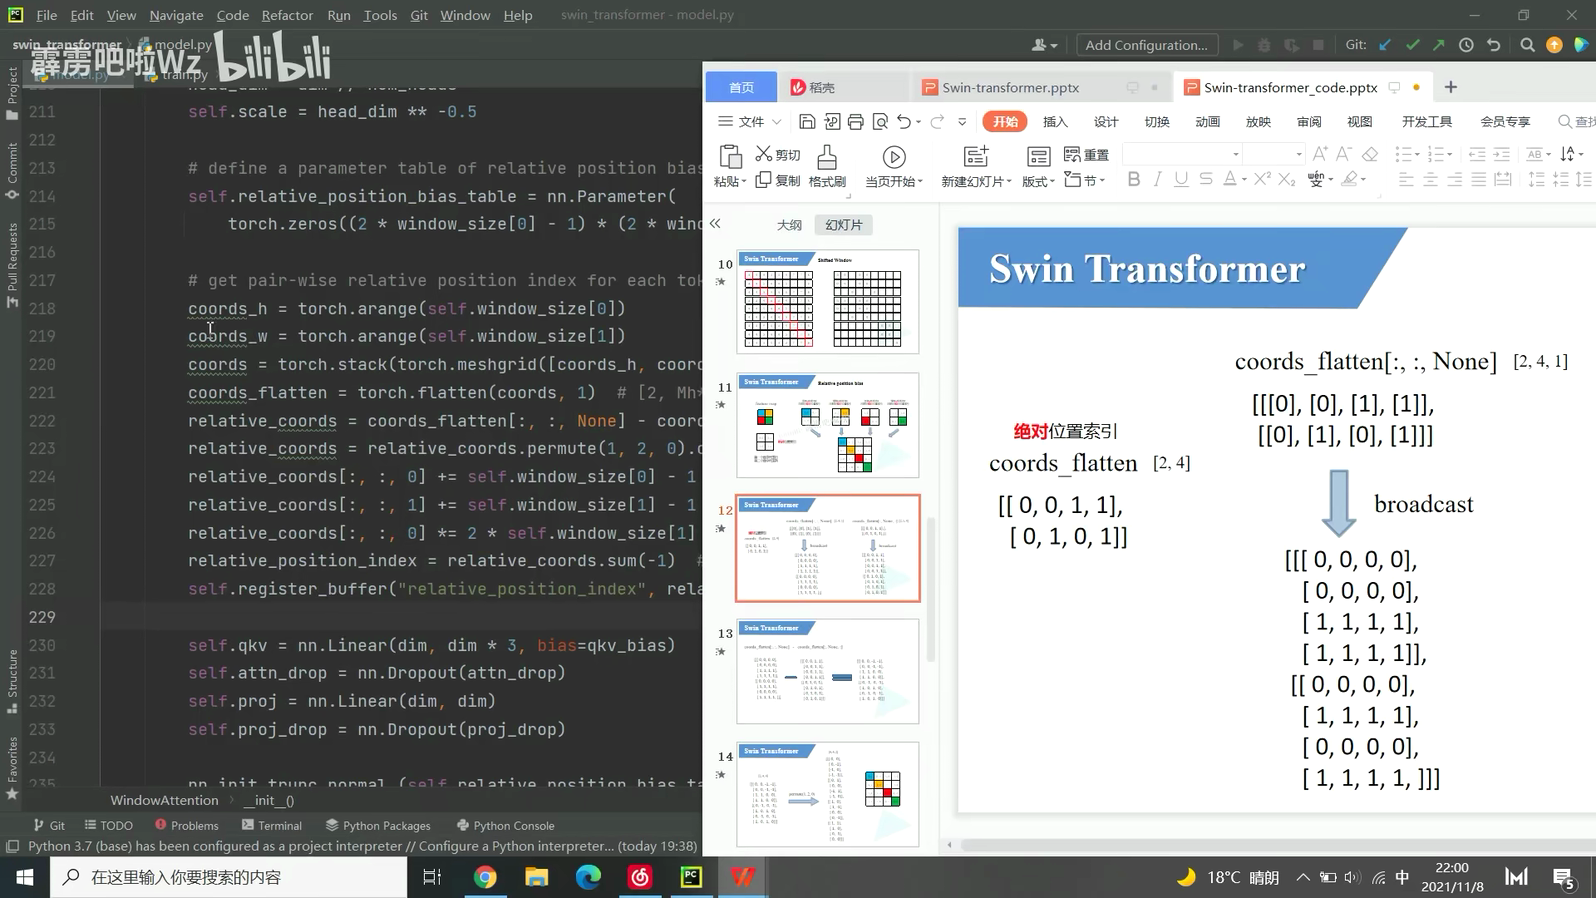 File Edit View Navigate Code Refactor Run Tools Git Window Help swin_transformer - model.py
swin_transformer model.py
霹雳吧啦Wz bilibili
Add Configuration... Git:
model.py train.py
211 self.scale = head_dim ** -0.5
212
213 # define a parameter table of relative position bias
214 self.relative_position_bias_table = nn.Parameter(
215 torch.zeros((2 * window_size[0] - 1) * (2 * wind
216
217 # get pair-wise relative position index for each tok
218 coords_h = torch.arange(self.window_size[0])
219 coords_w = torch.arange(self.window_size[1])
220 coords = torch.stack(torch.meshgrid([coords_h, coord
221 coords_flatten = torch.flatten(coords, 1) # [2, Mh*
222 relative_coords = coords_flatten[:, :, None] - coord
223 relative_coords = relative_coords.permute(1, 2, 0).c
224 relative_coords[:, :, 0] += self.window_size[0] - 1
225 relative_coords[:, :, 1] += self.window_size[1] - 1
226 relative_coords[:, :, 0] *= 2 * self.window_size[1]
227 relative_position_index = relative_coords.sum(-1) #
228 self.register_buffer("relative_position_index", rela
229
230 self.qkv = nn.Linear(dim, dim * 3, bias=qkv_bias)
231 self.attn_drop = nn.Dropout(attn_drop)
232 self.proj = nn.Linear(dim, dim)
233 self.proj_drop = nn.Dropout(proj_drop)
234
Project
Commit
Pull Requests
Structure
Favorites
WindowAttention __init__()
Git TODO Problems Terminal Python Packages Python Console
Python 3.7 (base) has been configured as a project interpreter // Configure a Python interpreter... (today 19:38)
首页 稻壳 Swin-transformer.pptx Swin-transformer_code.pptx
文件 开始 插入 设计 切换 动画 放映 审阅 视图 开发工具 会员专享 查
粘贴 剪切 复制 格式刷 当页开始 新建幻灯片 版式 重置 节
B I U S A X² X₂
大纲 幻灯片
10 Swin Transformer Shifted Window
11 Swin Transformer Relative position bias
12 Swin Transformer
13 Swin Transformer
14 Swin Transformer
Swin Transformer
绝对位置索引
coords_flatten [2, 4]
[[ 0, 0, 1, 1],
[ 0, 1, 0, 1]]
coords_flatten[:, :, None] [2, 4, 1]
[[[0], [0], [1], [1]],
[[0], [1], [0], [1]]]
broadcast
[[[ 0, 0, 0, 0],
[ 0, 0, 0, 0],
[ 1, 1, 1, 1],
[ 1, 1, 1, 1]],
[[ 0, 0, 0, 0],
[ 1, 1, 1, 1],
[ 0, 0, 0, 0],
[ 1, 1, 1, 1, ]]]
在这里输入你要搜索的内容
18°C 晴朗 中 22:00
2021/11/8
5